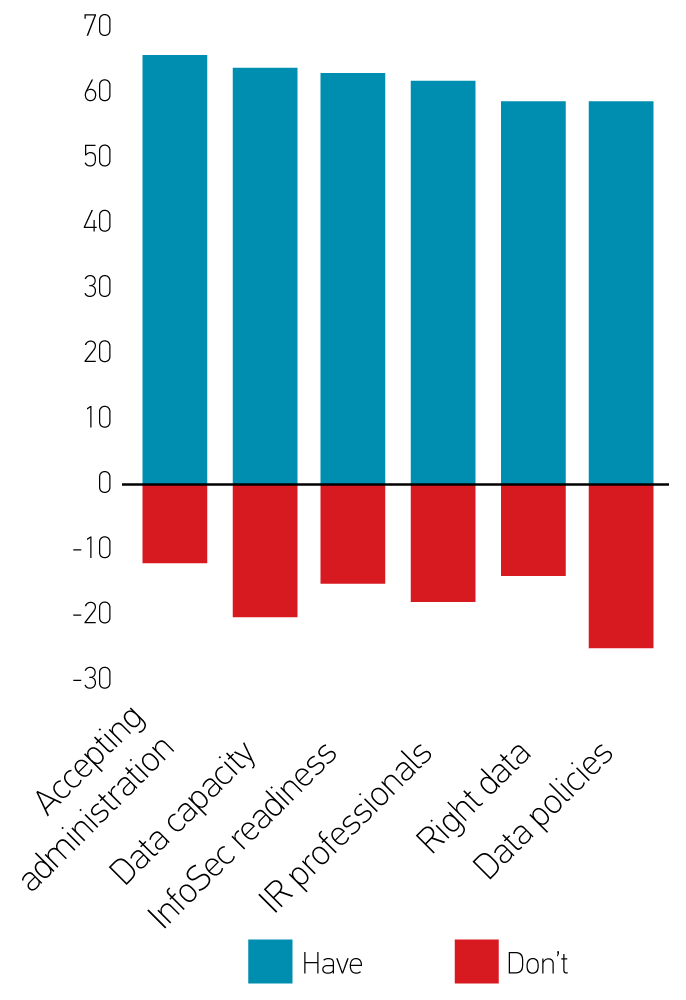 70
60
50
40
30
20
10
0
-10
-20
-30
Accepting
administration
Data capacity
InfoSec readiness
IR professionals
Right data
Data policies
Have
Don't